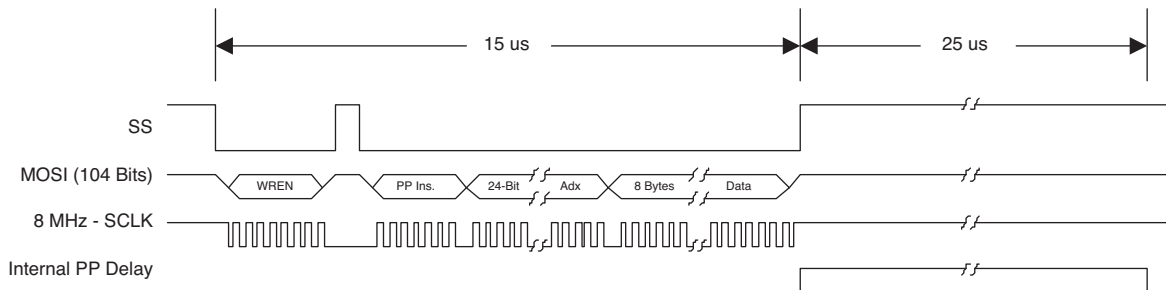 15 us
25 us
SS
MOSI (104 Bits)
WREN
PP Ins.
24-Bit
Adx
8 Bytes
Data
8 MHz - SCLK
Internal PP Delay